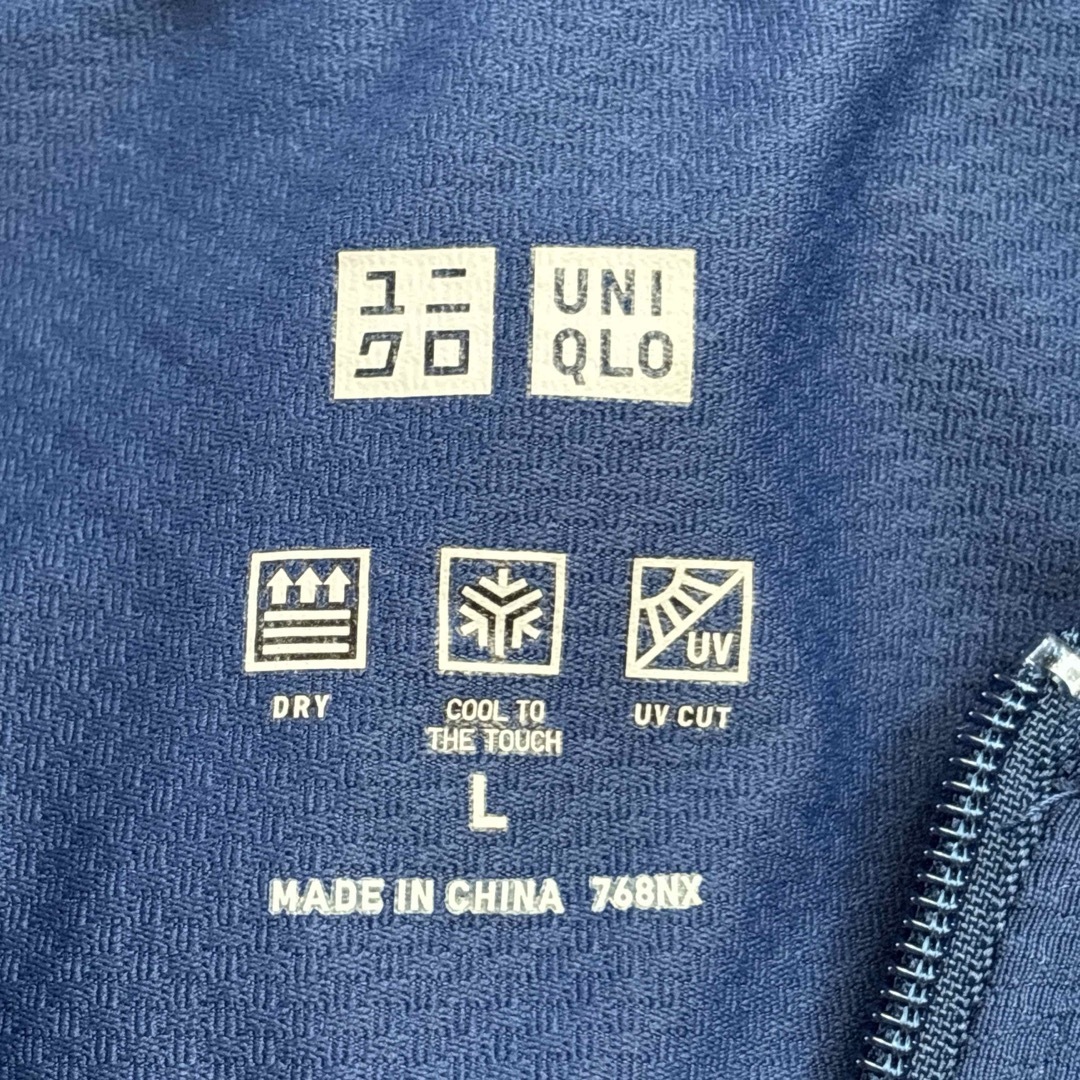 ユニ
クロ
UNI
QLO
UV
DRY
COOL TO
THE TOUCH
UV CUT
L
MADE IN CHINA 768NX